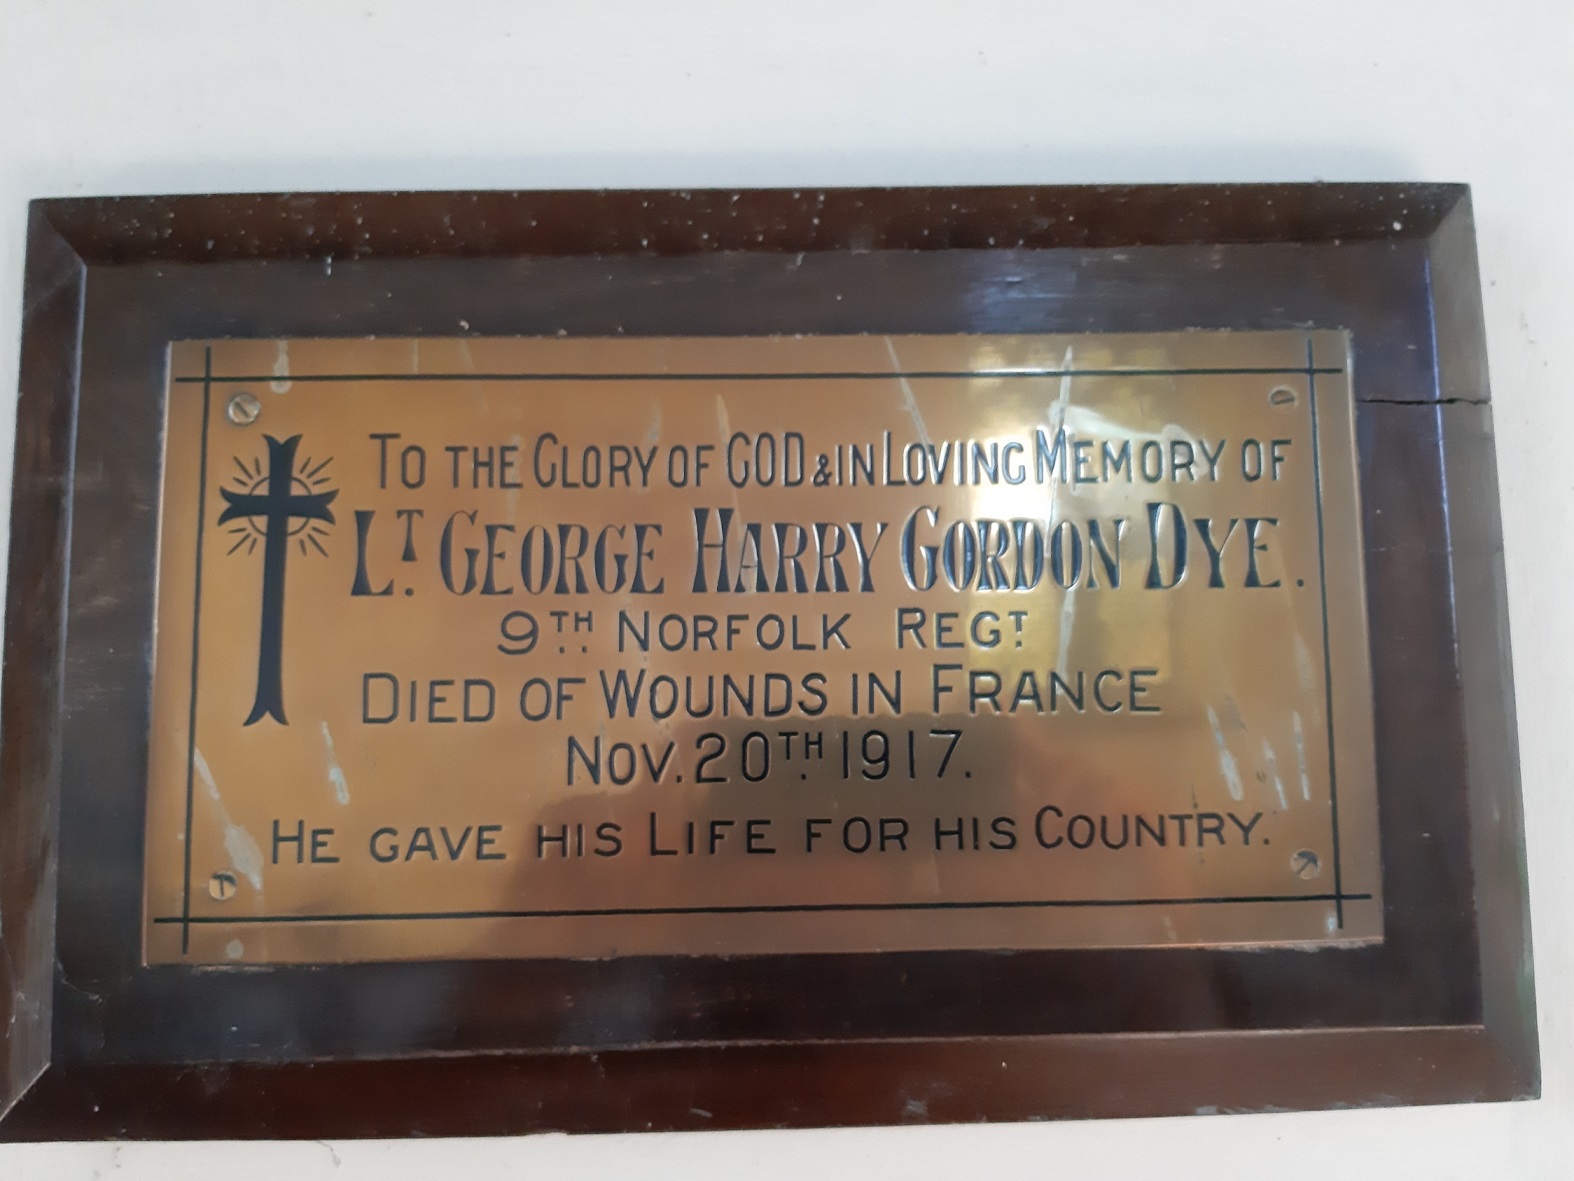 To the Glory of GOD & in Loving Memory of
Lt. George Harry Gordon Dye.
9th Norfolk Regt
Died of Wounds in France
Nov. 20th 1917.
He gave his Life for his Country.